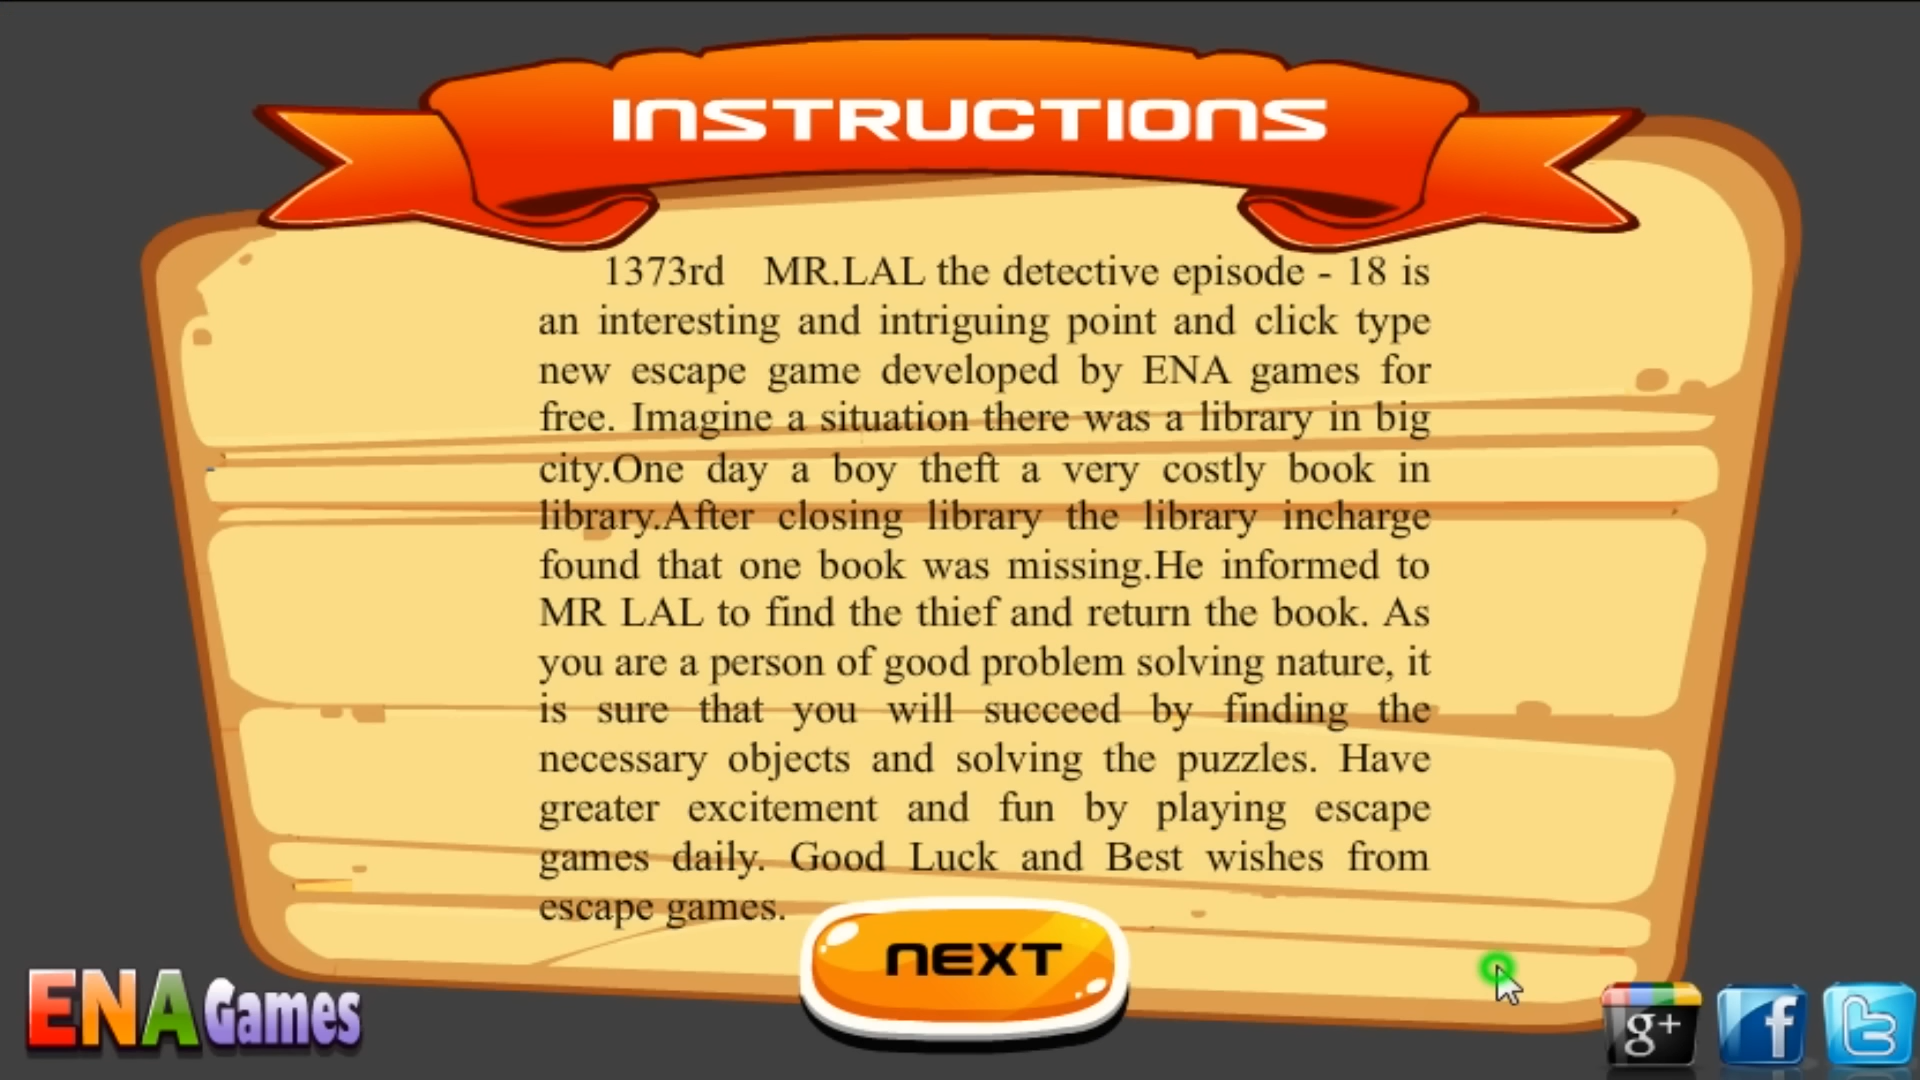 INSTRUCTIONS
1373rd MR.LAL the detective episode - 18 is
an interesting and intriguing point and click type
new escape game developed by ENA games for
free. Imagine a situation there was a library in big
city.One day a boy theft a very costly book in
library.After closing library the library incharge
found that one book was missing.He informed to
MR LAL to find the thief and return the book. As
you are a person of good problem solving nature, it
is sure that you will succeed by finding the
necessary objects and solving the puzzles. Have
greater excitement and fun by playing escape
games daily. Good Luck and Best wishes from
escape games.
NEXT
ENA Games
g+ f t